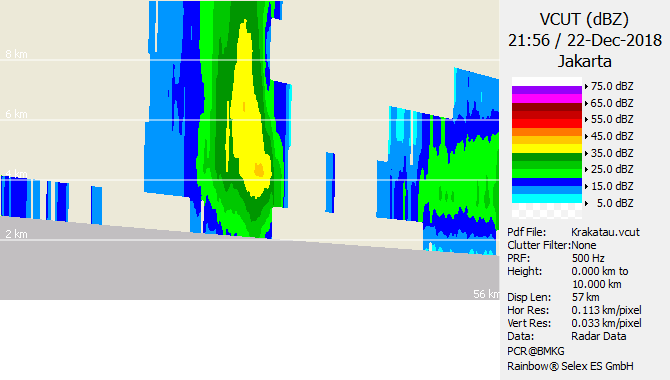 VCUT (dBZ)
21:56 / 22-Dec-2018
Jakarta
8 km
6 km
4 km
2 km
56 km
75.0 dBZ
65.0 dBZ
55.0 dBZ
45.0 dBZ
35.0 dBZ
25.0 dBZ
15.0 dBZ
5.0 dBZ
Pdf File: Krakatau.vcut
Clutter Filter:None
PRF: 500 Hz
Height: 0.000 km to
10.000 km
Disp Len: 57 km
Hor Res: 0.113 km/pixel
Vert Res: 0.033 km/pixel
Data: Radar Data
PCR@BMKG
Rainbow® Selex ES GmbH